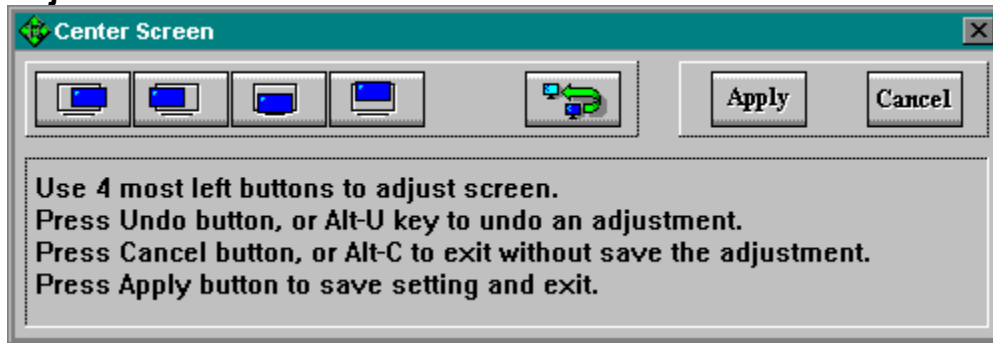 Center Screen
Apply
Cancel
Use 4 most left buttons to adjust screen.
Press Undo button, or Alt-U key to undo an adjustment.
Press Cancel button, or Alt-C to exit without save the adjustment.
Press Apply button to save setting and exit.